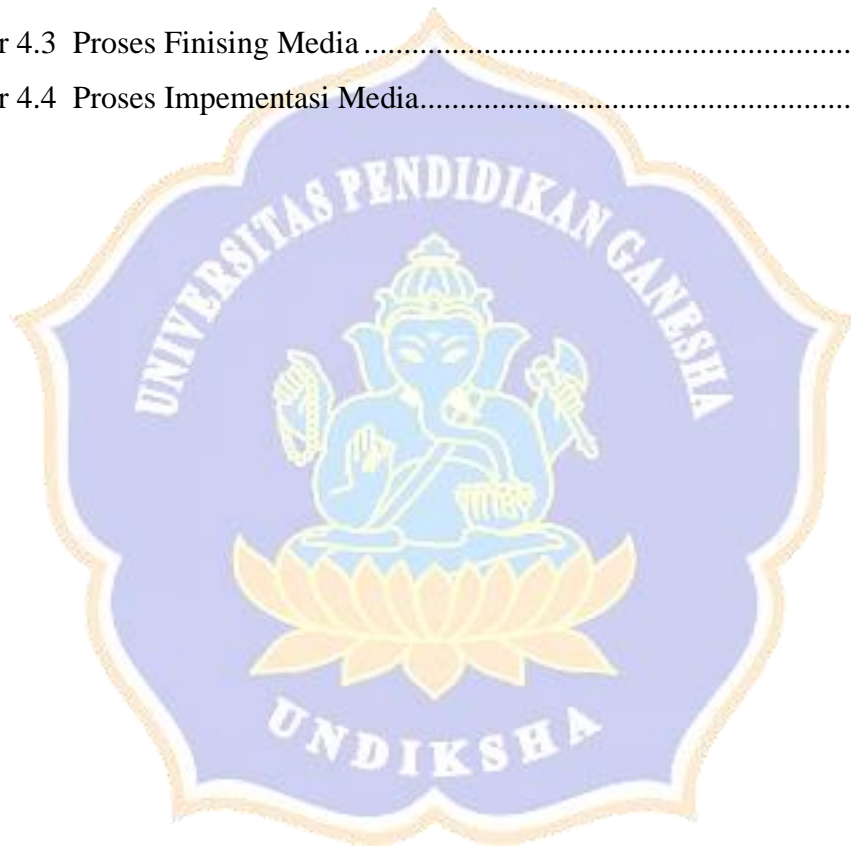 r 4.3 Proses Finising Media ................................................................
r 4.4 Proses Impementasi Media.........................................................
UNIVERSITAS PENDIDIKAN GANESHA
UNDIKSHA